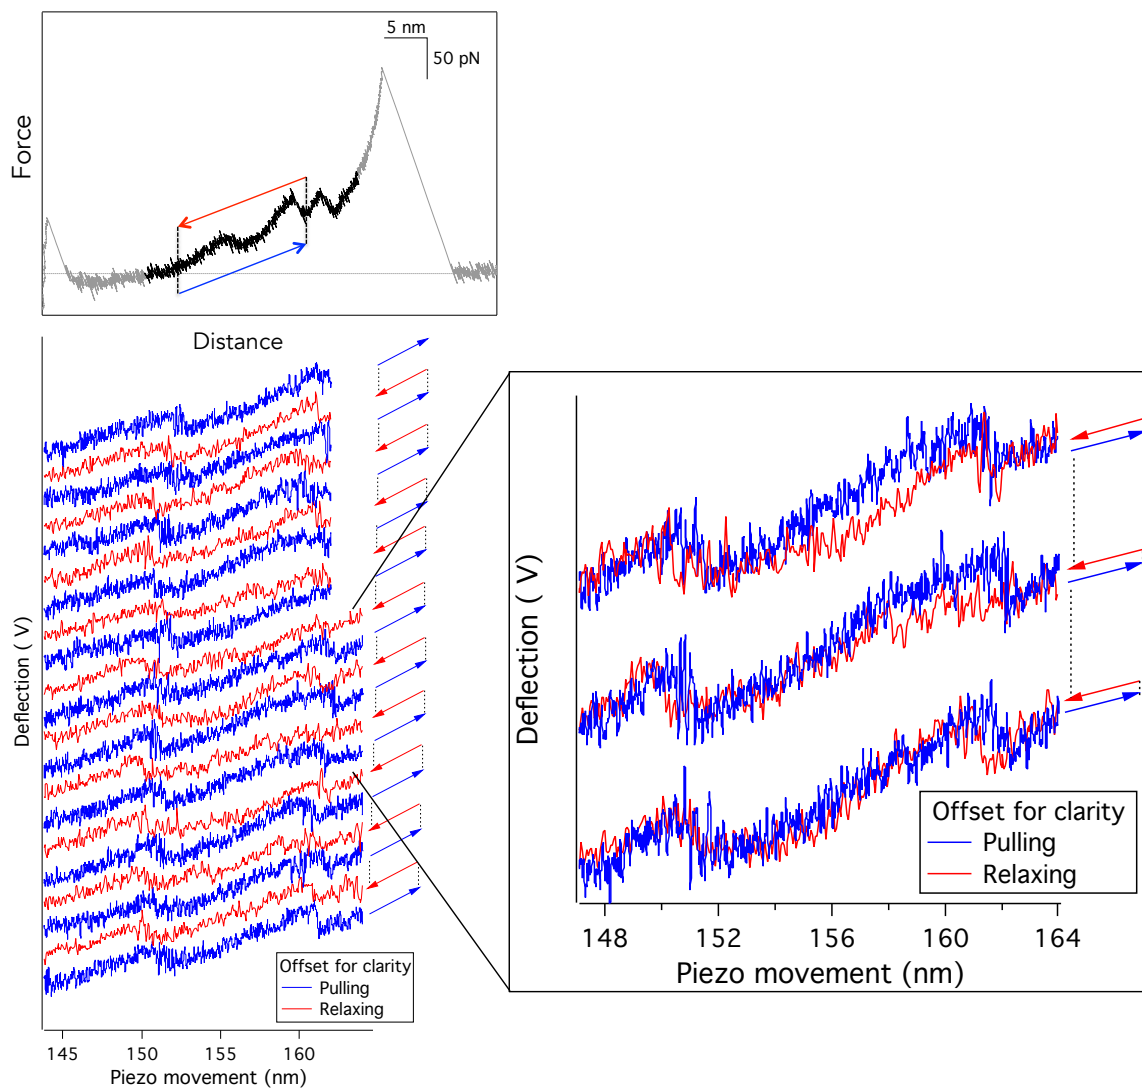 5 nm
50 pN
Force
Distance
Deflection ( V)
Offset for clarity
Pulling
Relaxing
145
150
155
160
Piezo movement (nm)
Deflection ( V)
Offset for clarity
Pulling
Relaxing
148
152
156
160
164
Piezo movement (nm)